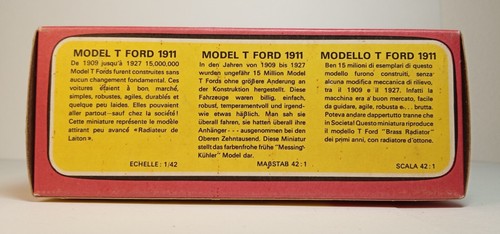 MODEL T FORD 1911
De 1909 jusqu'à 1927 15,000,000
Model T Fords furent construites sans
aucun changement fondamental. Ces
voitures étaient à bon, marché,
simples, robustes, agiles, durables et
quelque peu laides. Elles pouvaient
aller partout-sauf chez la société!
Cette miniature représente le modèle
attirant peu avancé «Radiateur de
Laiton».
ECHELLE: 1/42
MODEL T FORD 1911
In den Jahren von 1909 bis 1927
wurden ungefähr 15 Million Model
T Fords ohne größere Anderung an
der Konstruktion hergestellt. Diese
Fahrzeuge waren billig, einfach,
robust, temperamentvoll und irgend-
wie etwas häßlich. Man sah sie
überall fahren, sie hatten überall ihre
Anhänger--- ausgenommen bei den
Oberen Zehntausend. Diese Miniatur
stellt das farbenfrohe frühe "Messing-
Kühler" Model dar.
MAßSTAB 42:1
MODELLO T FORD 1911
Ben 15 milioni di esemplari di questo
modello furono construiti, senza
alcuna modifica meccanica di rilievo,
tra il 1909 e il 1927. Infati la
macchina era a'buon mercato, facile
da guidare, agile, robusta e... brutta.
Poteva andare dappertutto tranne che
in Societa! Questo miniatura riproduce
il modello T Ford "Brass Radiator"
dei primi anni, con radiatore d'ottone.
SCALA 42:1